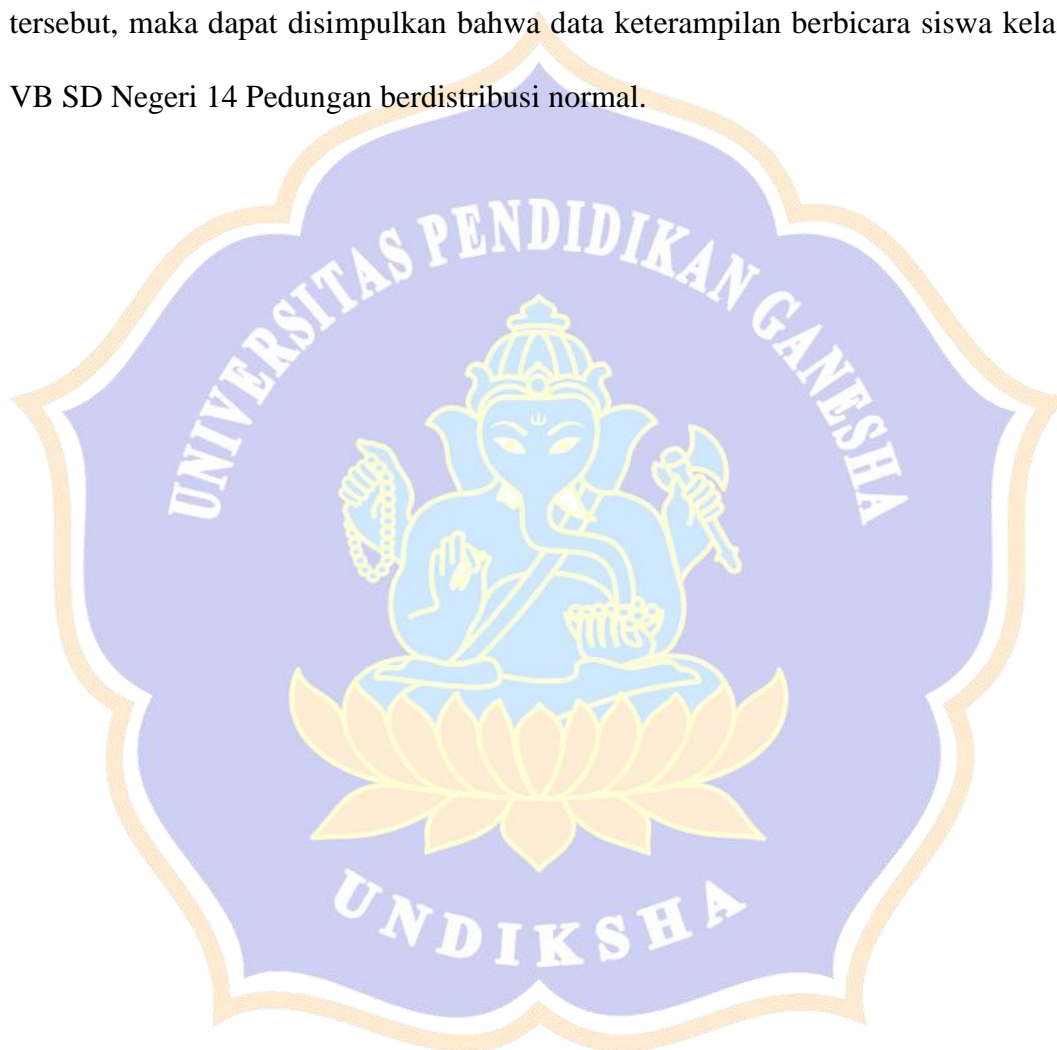 tersebut, maka dapat disimpulkan bahwa data keterampilan berbicara siswa kela
VB SD Negeri 14 Pedungan berdistribusi normal.
UNIVERSITAS PENDIDIKAN GANESHA
UNDIKSHA